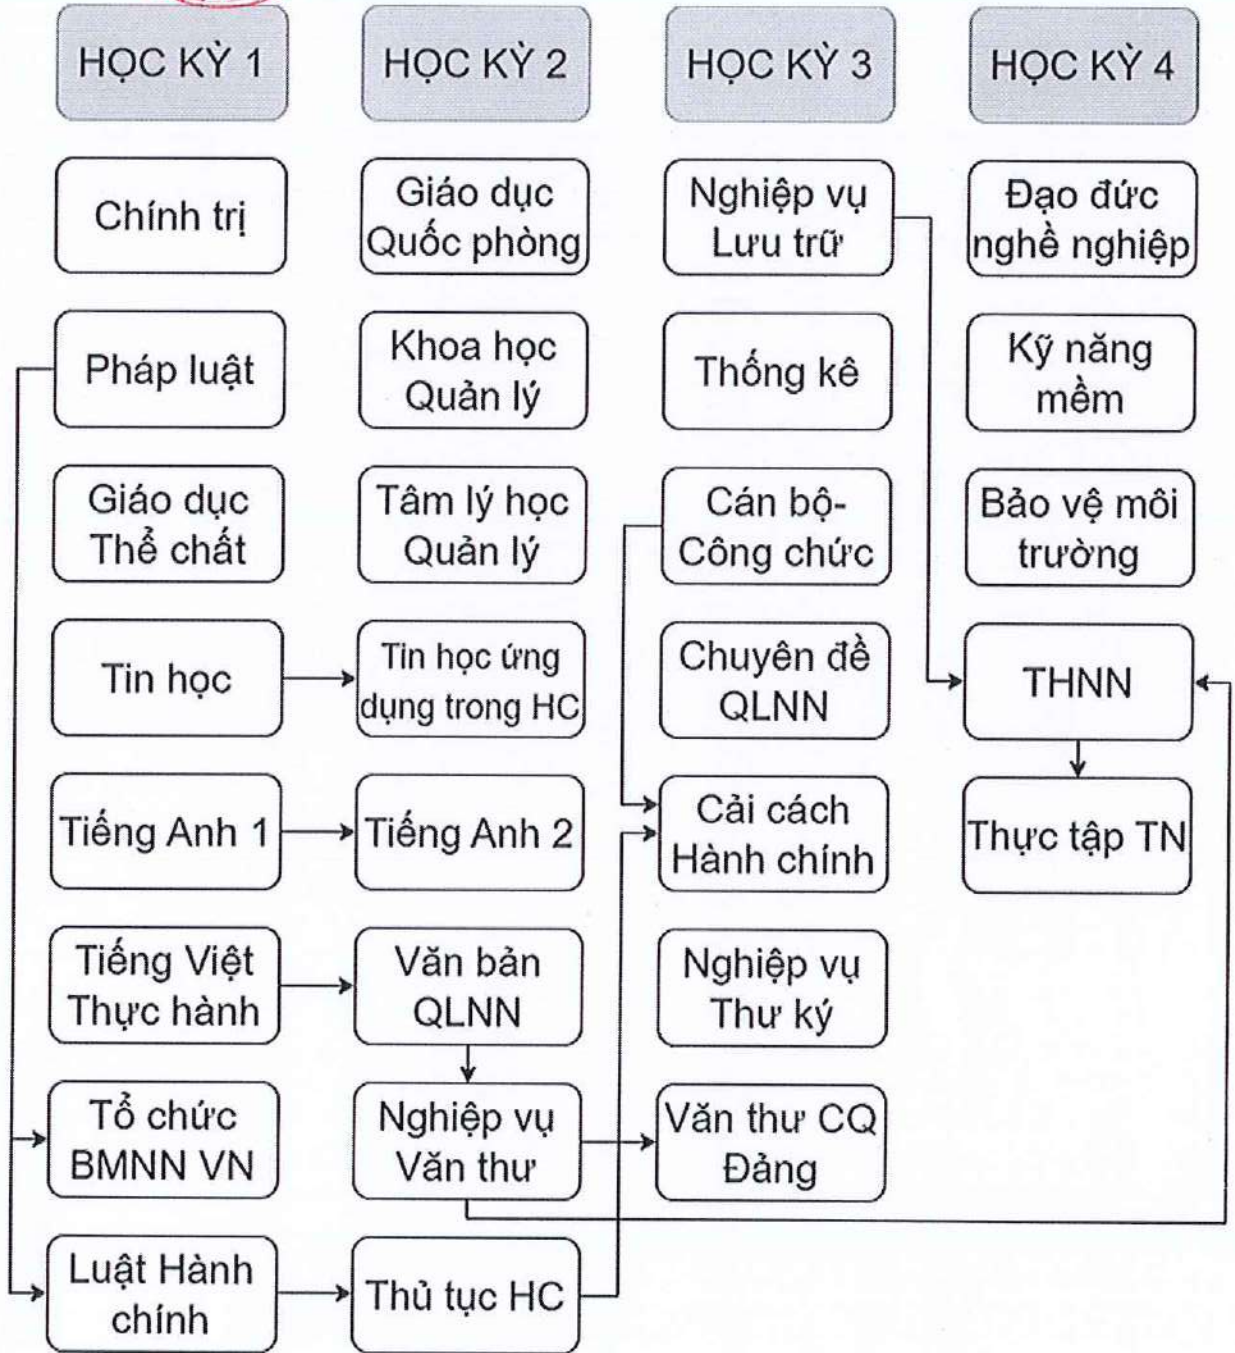 HỌC KỲ 1
HỌC KỲ 2
HỌC KỲ 3
HỌC KỲ 4
Chính trị
Giáo dục
Quốc phòng
Nghiệp vụ
Lưu trữ
Đạo đức
nghề nghiệp
Pháp luật
Khoa học
Quản lý
Thống kê
Kỹ năng
mềm
Giáo dục
Thể chất
Tâm lý học
Quản lý
Cán bộ-
Công chức
Bảo vệ môi
trường
Tin học
Tin học ứng
dụng trong HC
Chuyên đề
QLNN
THNN
Tiếng Anh 1
Tiếng Anh 2
Cải cách
Hành chính
Thực tập TN
Tiếng Việt
Thực hành
Văn bản
QLNN
Nghiệp vụ
Thư ký
Tổ chức
BMNN VN
Nghiệp vụ
Văn thư
Văn thư CQ
Đảng
Luật Hành
chính
Thủ tục HC